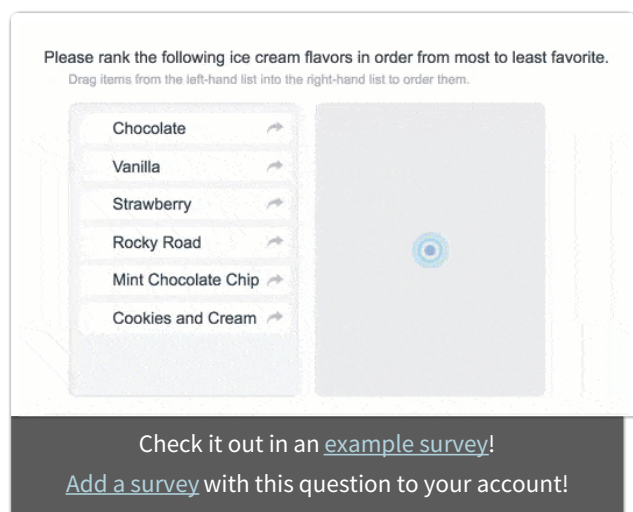 Please rank the following ice cream flavors in order from most to least favorite.
Drag items from the left-hand list into the right-hand list to order them.
Chocolate
Vanilla
Strawberry
Rocky Road
Mint Chocolate Chip
Cookies and Cream
Check it out in an example survey!
Add a survey with this question to your account!